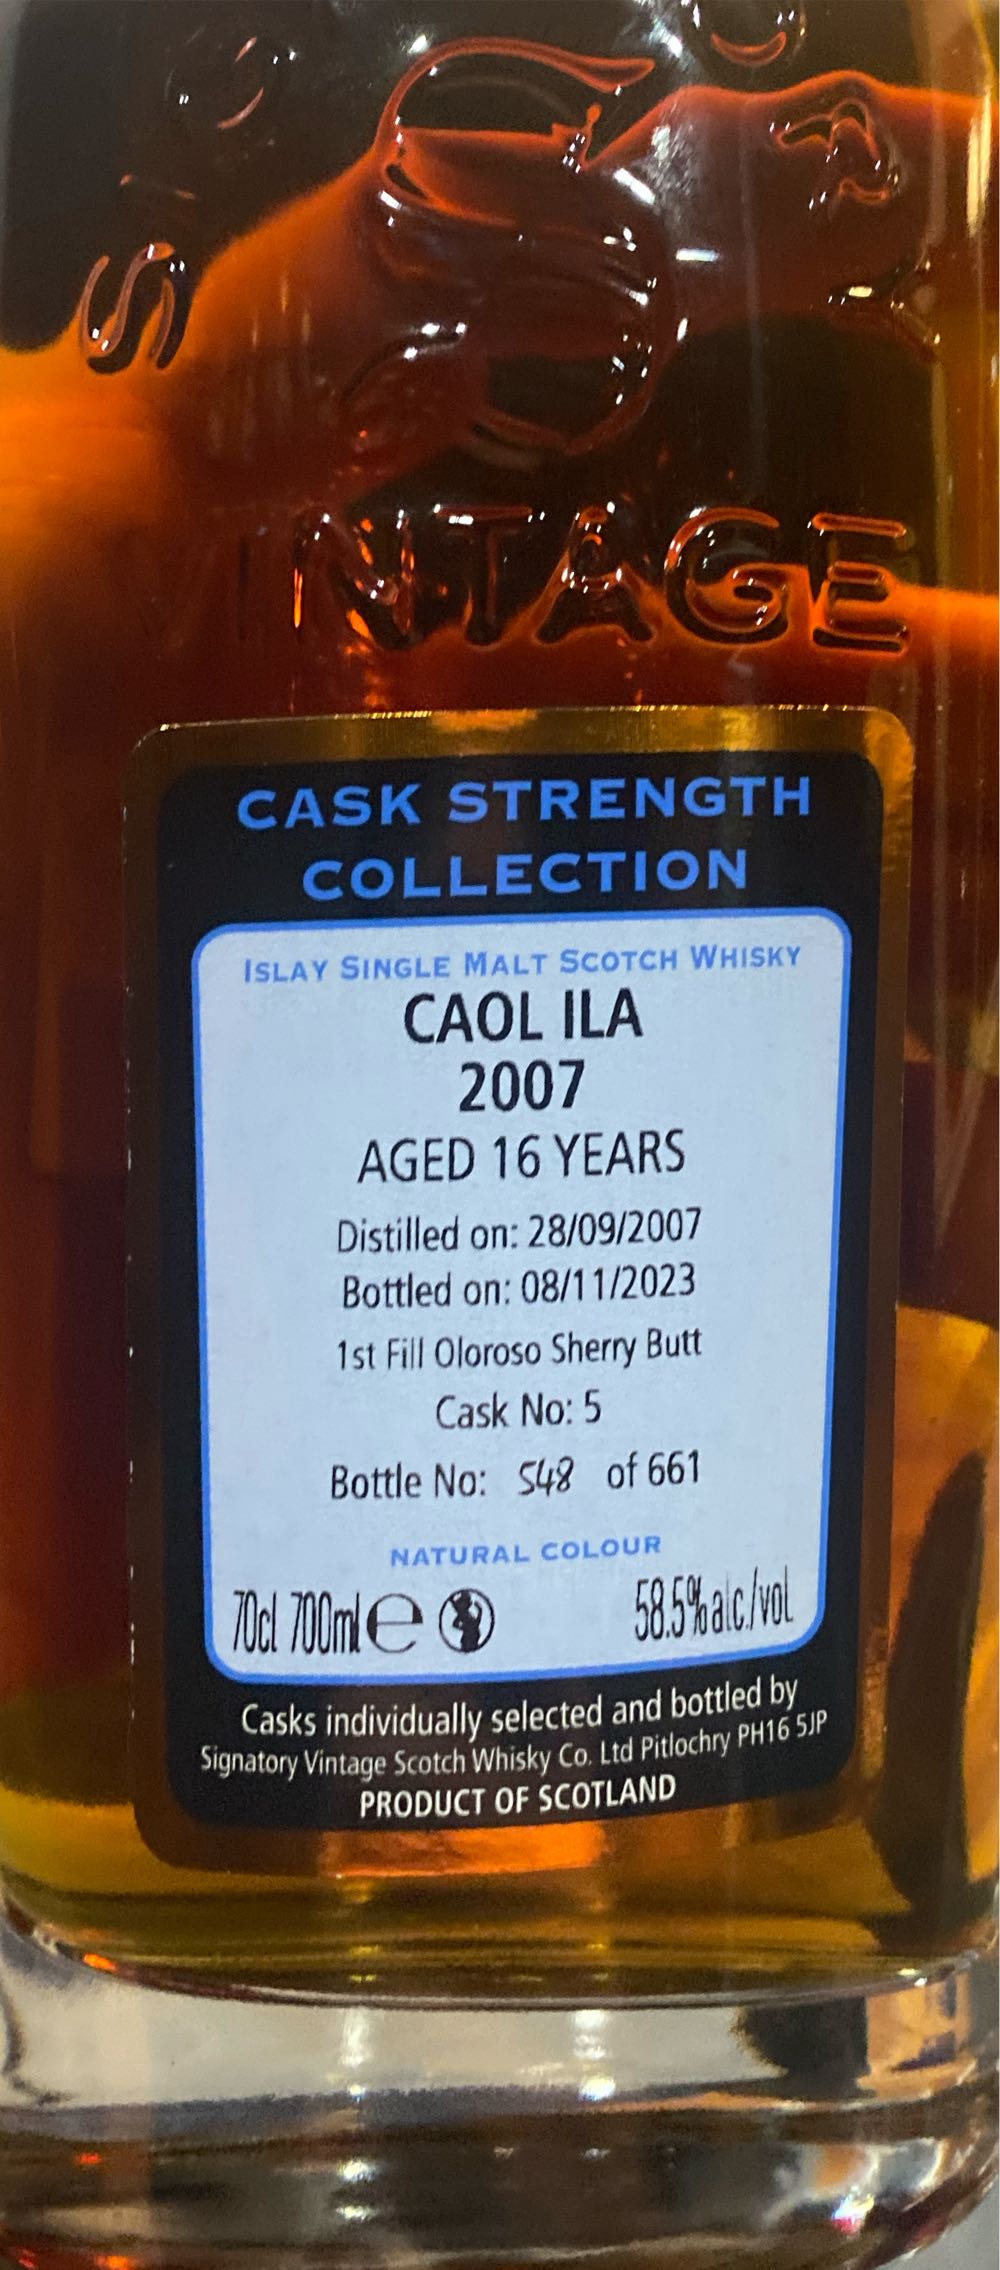 VINTAGE
CASK STRENGTH
COLLECTION
ISLAY SINGLE MALT SCOTCH WHISKY
CAOL ILA
2007
AGED 16 YEARS
Distilled on: 28/09/2007
Bottled on: 08/11/2023
1st Fill Oloroso Sherry Butt
Cask No: 5
Bottle No: 548 of 661
NATURAL COLOUR
70cl 700ml e 58.5%alc./vol
Casks individually selected and bottled by
Signatory Vintage Scotch Whisky Co. Ltd Pitlochry PH16 5JP
PRODUCT OF SCOTLAND